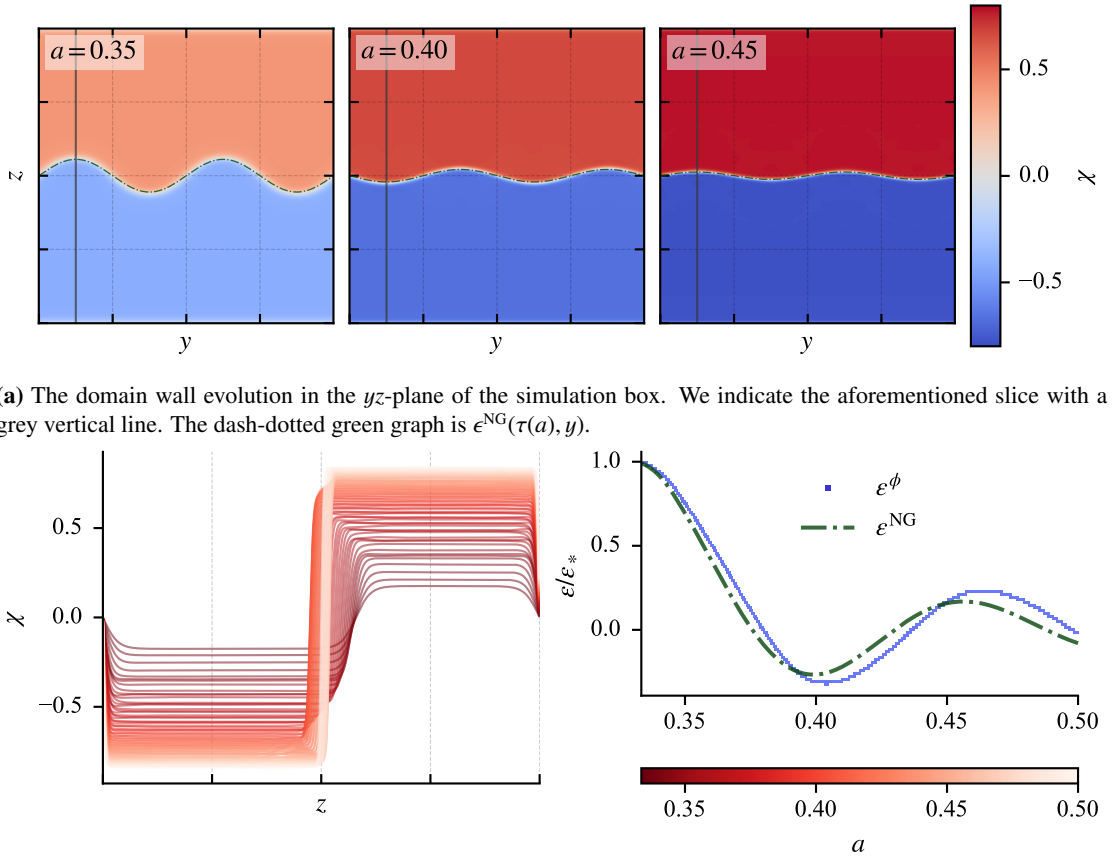 a = 0.35
a = 0.40
a = 0.45
z
y
y
y
0.5
0.0
−0.5
χ
(a) The domain wall evolution in the yz-plane of the simulation box. We indicate the aforementioned slice with a
grey vertical line. The dash-dotted green graph is ϵ^NG(τ(a), y).
0.5
0.0
−0.5
χ
z
1.0
0.5
0.0
ε/ε*
ε^ϕ
ε^NG
0.35
0.40
0.45
0.50
0.35
0.40
0.45
0.50
a